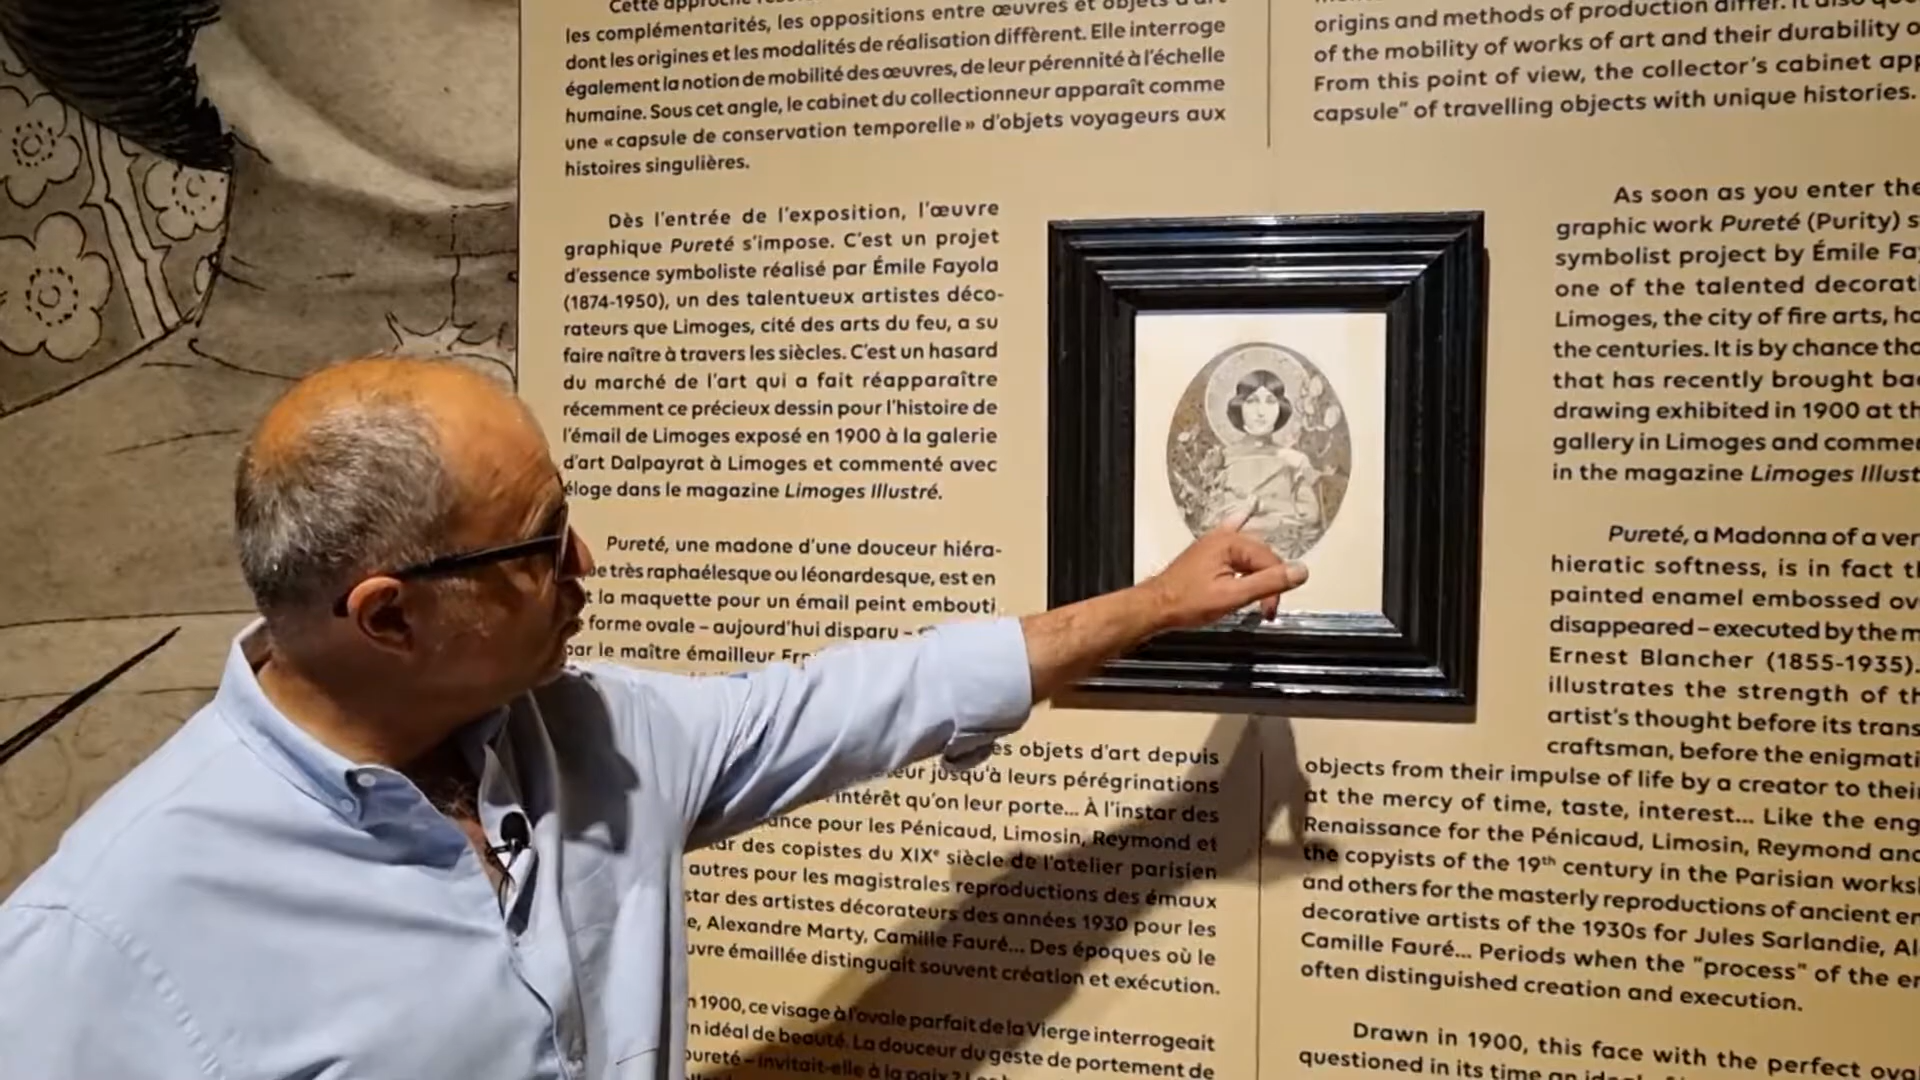 Cette
les complémentarités, les oppositions entre œuvres et objets d'art
dont les origines et les modalités de réalisation diffèrent. Elle interroge
également la notion de mobilité des œuvres, de leur pérennité à l'échelle
humaine. Sous cet angle, le cabinet du collectionneur apparaît comme
une « capsule de conservation temporelle » d'objets voyageurs aux
histoires singulières.
Dès l'entrée de l'exposition, l'œuvre
graphique Pureté s'impose. C'est un projet
d'essence symboliste réalisé par Émile Fayola
(1874-1950), un des talentueux artistes déco-
rateurs que Limoges, cité des arts du feu, a su
faire naître à travers les siècles. C'est un hasard
du marché de l'art qui a fait réapparaître
récemment ce précieux dessin pour l'histoire de
l'émail de Limoges exposé en 1900 à la galerie
d'art Dalpayrat à Limoges et commenté avec
éloge dans le magazine Limoges Illustré.
Pureté, une madone d'une douceur hiéra-
très raphaélesque ou léonardesque, est en
la maquette pour un émail peint embouti
forme ovale – aujourd'hui disparu –
par le maître émailleur
objets d'art depuis
jusqu'à leurs pérégrinations
intérêt qu'on leur porte... À l'instar des
pour les Pénicaud, Limosin, Reymond et
des copistes du XIXe siècle de l'atelier parisien
autres pour les magistrales reproductions des émaux
des artistes décorateurs des années 1930 pour les
Alexandre Marty, Camille Fauré... Des époques où le
émaillée distinguait souvent création et exécution.
1900, ce visage à l'ovale parfait de la Vierge interrogeait
idéal de beauté. La douceur du geste de portement de
pureté – invitait-elle à la paix ?
origins and methods of production differ. It also
of the mobility of works of art and their durability
From this point of view, the collector's cabinet
capsule" of travelling objects with unique histories.
As soon as you enter the
graphic work Pureté (Purity)
symbolist project by Émile
one of the talented
Limoges, the city of fire arts,
the centuries. It is by chance
that has recently brought
drawing exhibited in 1900 at
gallery in Limoges and
in the magazine Limoges
Pureté, a Madonna of a
hieratic softness, is in fact
painted enamel embossed
disappeared – executed by the
Ernest Blancher (1855-1935).
illustrates the strength of
artist's thought before its
craftsman, before the
objects from their impulse of life by a creator to their
at the mercy of time, taste, interest... Like the
Renaissance for the Pénicaud, Limosin, Reymond
the copyists of the 19th century in the Parisian
and others for the masterly reproductions of ancient
decorative artists of the 1930s for Jules Sarlandie,
Camille Fauré... Periods when the "process" of the
often distinguished creation and execution.
Drawn in 1900, this face with the perfect
questioned in its time an